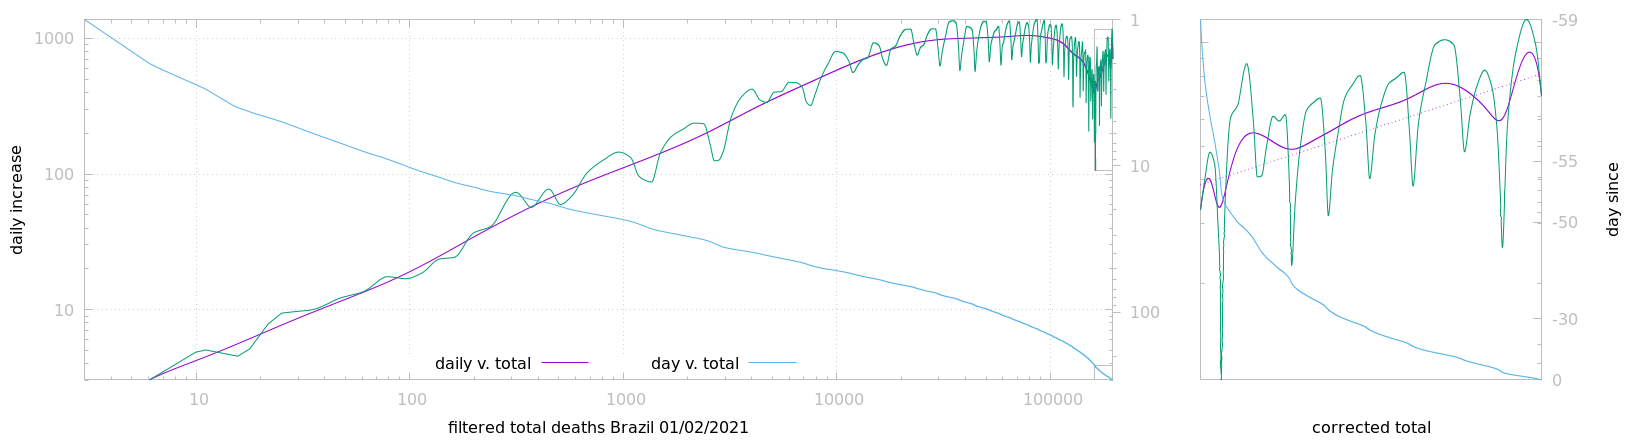 daily increase
1000
100
10
10
100
1000
10000
100000
1
10
100
daily v. total
day v. total
filtered total deaths Brazil 01/02/2021
-59
-55
-50
-30
0
day since
corrected total